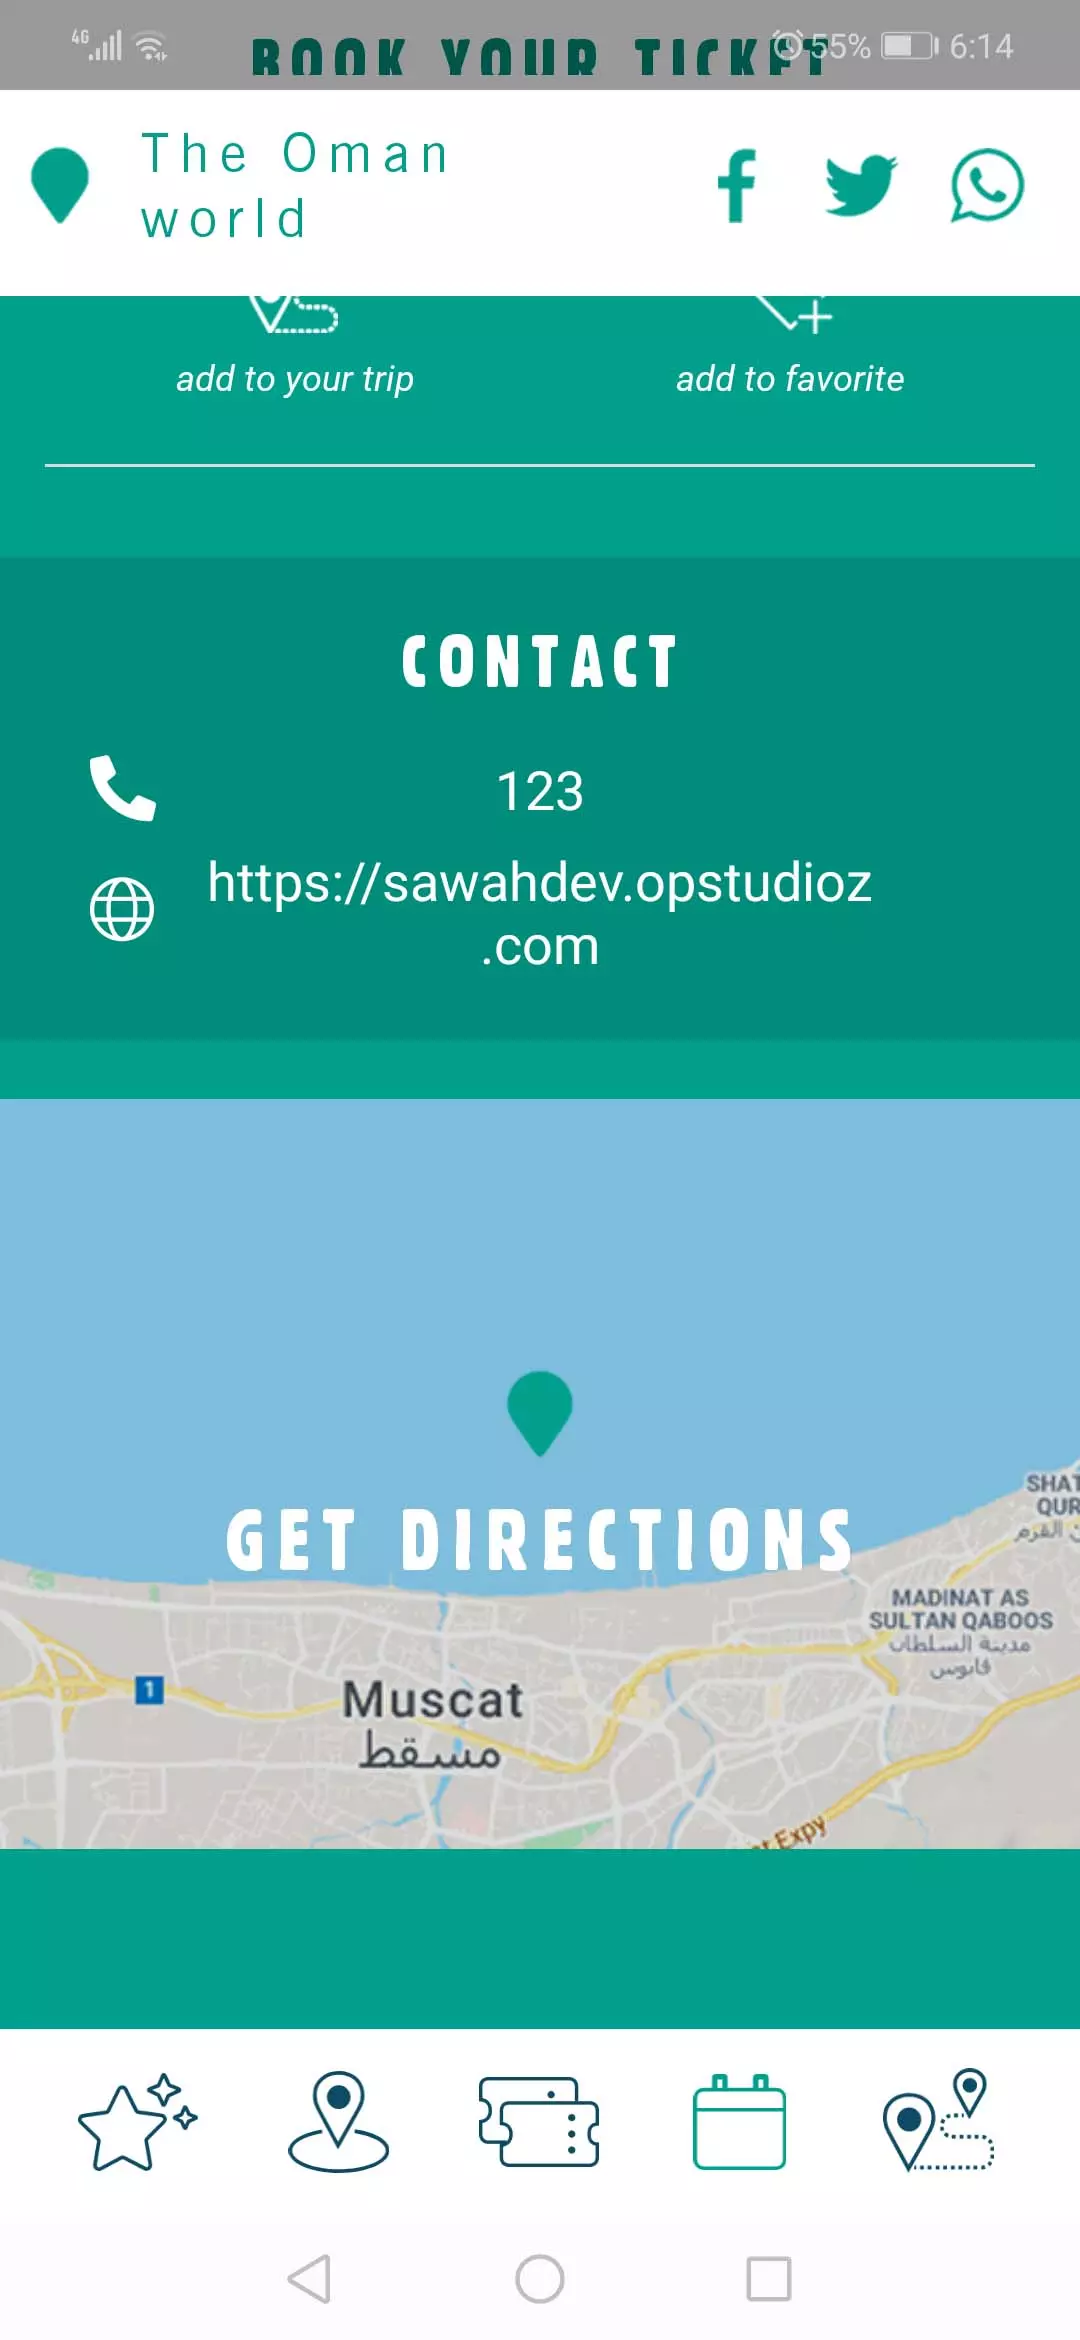 4G
55%
6:14
BOOK YOUR TICKET
The Oman
world
add to your trip
add to favorite
CONTACT
123
https://sawahdev.opstudioz
.com
GET DIRECTIONS
SHAT
QUR
القرم
MADINAT AS
SULTAN QABOOS
مدينة السلطان
قابوس
1
Muscat
مسقط
Expy